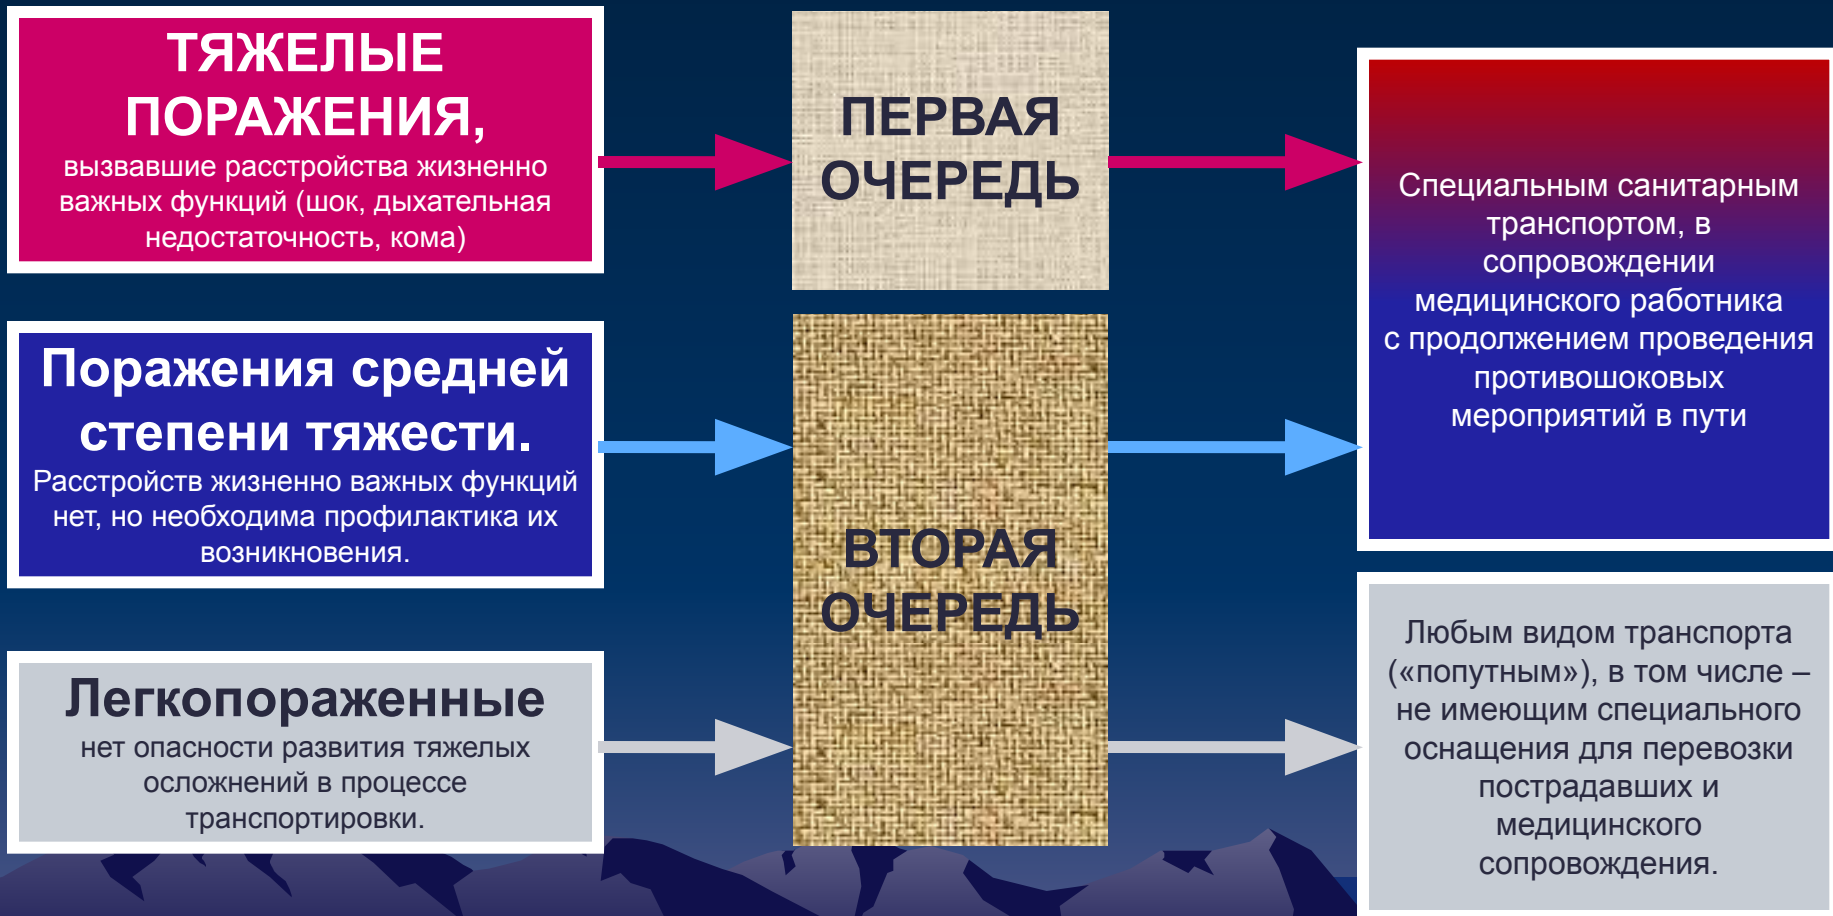 ТЯЖЕЛЫЕ
ПОРАЖЕНИЯ,
вызвавшие расстройства жизненно
важных функций (шок, дыхательная
недостаточность, кома)
ПЕРВАЯ
ОЧЕРЕДЬ
Специальным санитарным
транспортом, в
сопровождении
медицинского работника
с продолжением проведения
противошоковых
мероприятий в пути
Поражения средней
степени тяжести.
Расстройств жизненно важных функций
нет, но необходима профилактика их
возникновения.
ВТОРАЯ
ОЧЕРЕДЬ
Легкопораженные
нет опасности развития тяжелых
осложнений в процессе
транспортировки.
Любым видом транспорта
(«попутным»), в том числе –
не имеющим специального
оснащения для перевозки
пострадавших и
медицинского
сопровождения.